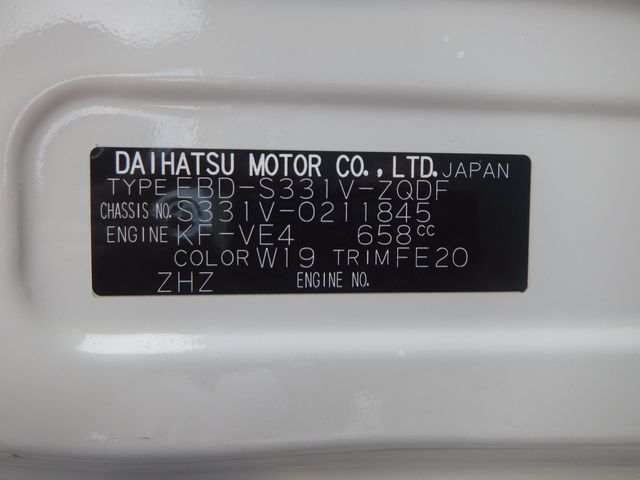 DAIHATSU MOTOR CO., LTD. JAPAN
TYPE EBD-S331V-ZQDF
CHASSIS NO. S331V-0211845
ENGINE KF-VE4 658CC
COLOR W19 TRIM FE20
ZHZ ENGINE NO.